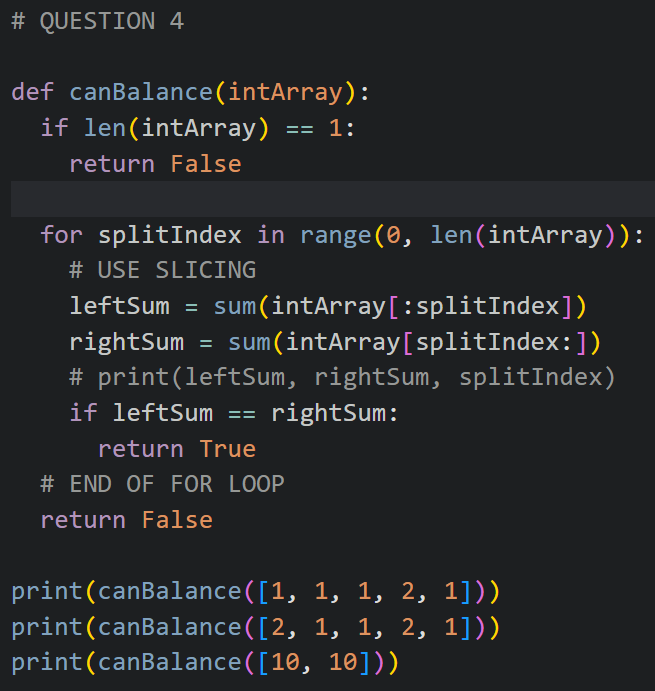 # QUESTION 4
def canBalance(intArray):
if len(intArray) == 1:
return False
for splitIndex in range(0, len(intArray)):
# USE SLICING
leftSum = sum(intArray[:splitIndex])
rightSum = sum(intArray[splitIndex:])
# print(leftSum, rightSum, splitIndex)
if leftSum == rightSum:
return True
# END OF FOR LOOP
return False
print(canBalance([1, 1, 1, 2, 1]))
print(canBalance([2, 1, 1, 2, 1]))
print(canBalance([10, 10]))